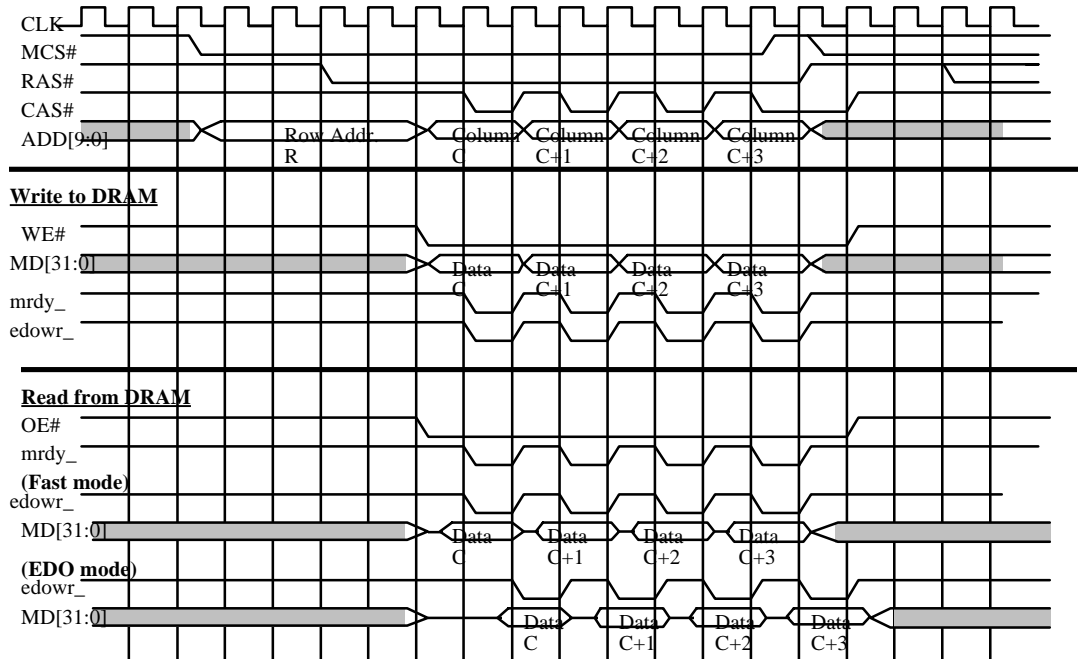 CLK
MCS#
RAS#
CAS#
ADD[9:0]
Row Addr.
R
Column
C
Column
C+1
Column
C+2
Column
C+3
Write to DRAM
WE#
MD[31:0]
Data
C
Data
C+1
Data
C+2
Data
C+3
mrdy_
edowr_
Read from DRAM
OE#
mrdy_
(Fast mode)
edowr_
MD[31:0]
Data
C
Data
C+1
Data
C+2
Data
C+3
(EDO mode)
edowr_
MD[31:0]
Data
C
Data
C+1
Data
C+2
Data
C+3